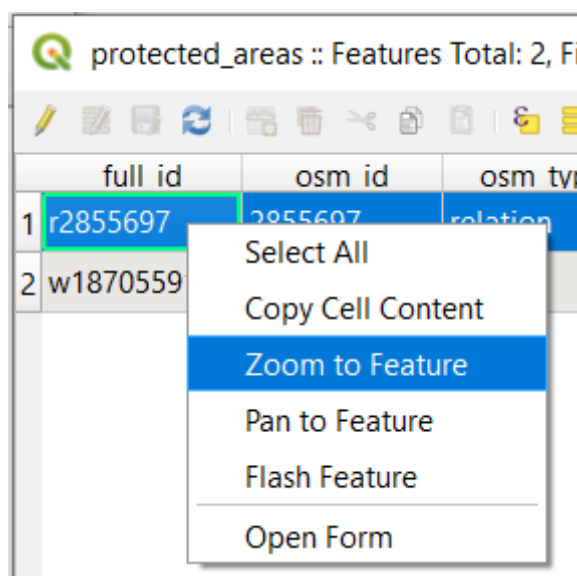 protected_areas :: Features Total: 2, Fi
full_id osm_id osm_typ
1 r2855697 2855697 relation
2 w1870559
Select All
Copy Cell Content
Zoom to Feature
Pan to Feature
Flash Feature
Open Form